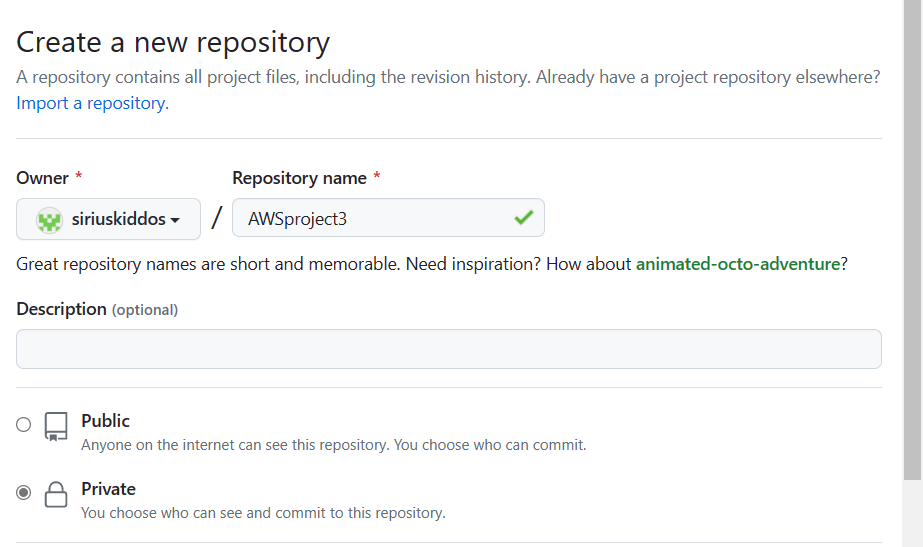 Create a new repository
A repository contains all project files, including the revision history. Already have a project repository elsewhere?
Import a repository.
Owner * Repository name *
siriuskiddos / AWSproject3
Great repository names are short and memorable. Need inspiration? How about animated-octo-adventure?
Description (optional)
Public
Anyone on the internet can see this repository. You choose who can commit.
Private
You choose who can see and commit to this repository.